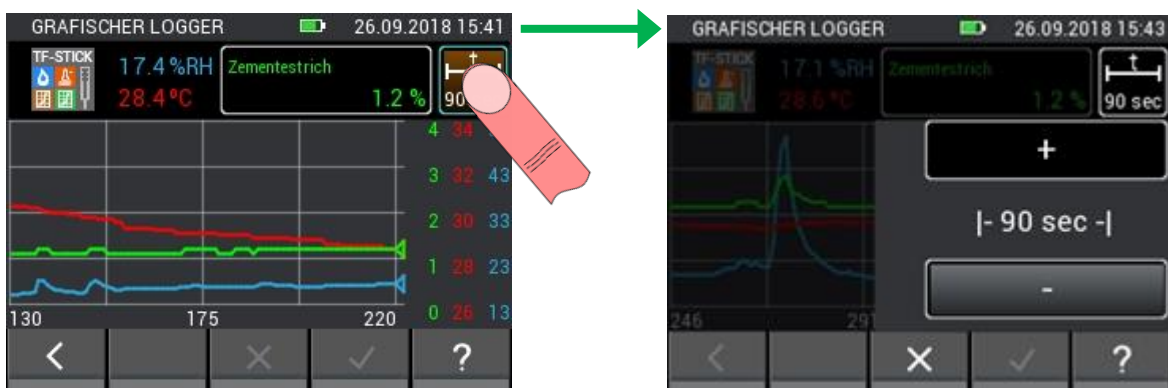 GRAFISCHER LOGGER 26.09.2018 15:41
TF-STICK
17.4 %RH
28.4 ºC
Zementestrich
1.2 %
t
90
4 34
3 32 43
2 30 33
1 28 23
0 26 13
130 175 220
< × ✓ ?
GRAFISCHER LOGGER 26.09.2018 15:43
TF-STICK
17.1 %RH
28.6 ºC
Zementestrich
1.2 %
t
90 sec
+
|- 90 sec -|
-
246 291
< × ✓ ?